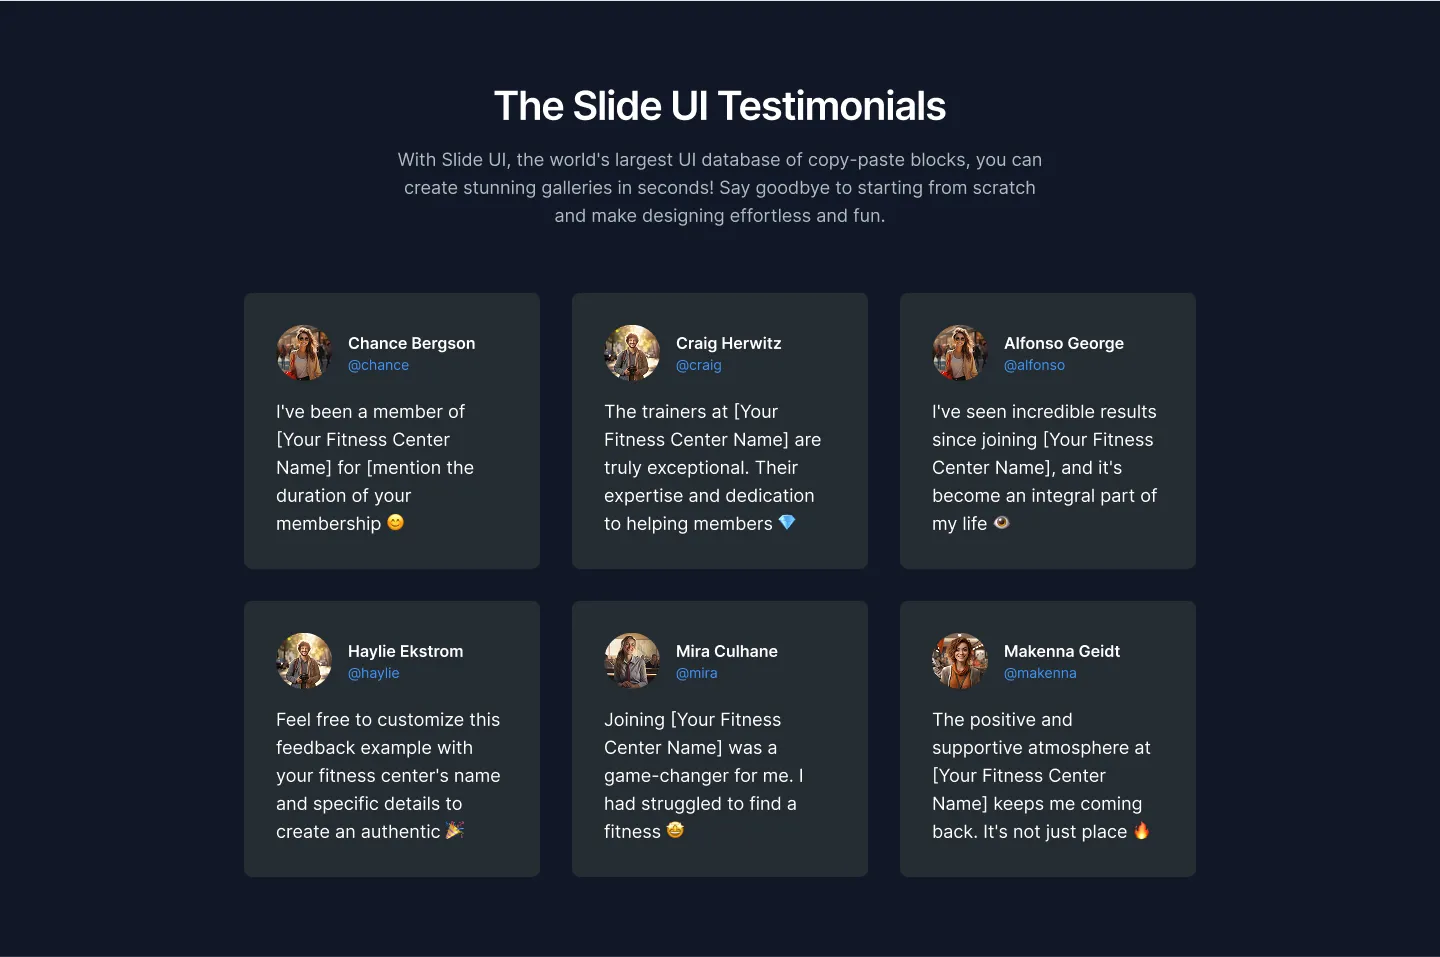 The Slide UI Testimonials
With Slide UI, the world's largest UI database of copy-paste blocks, you can
create stunning galleries in seconds! Say goodbye to starting from scratch
and make designing effortless and fun.
Chance Bergson
@chance
I've been a member of
[Your Fitness Center
Name] for [mention the
duration of your
membership 😊
Craig Herwitz
@craig
The trainers at [Your
Fitness Center Name] are
truly exceptional. Their
expertise and dedication
to helping members 💎
Alfonso George
@alfonso
I've seen incredible results
since joining [Your Fitness
Center Name], and it's
become an integral part of
my life 👁️
Haylie Ekstrom
@haylie
Feel free to customize this
feedback example with
your fitness center's name
and specific details to
create an authentic 🎉
Mira Culhane
@mira
Joining [Your Fitness
Center Name] was a
game-changer for me. I
had struggled to find a
fitness 🤩
Makenna Geidt
@makenna
The positive and
supportive atmosphere at
[Your Fitness Center
Name] keeps me coming
back. It's not just place 🔥